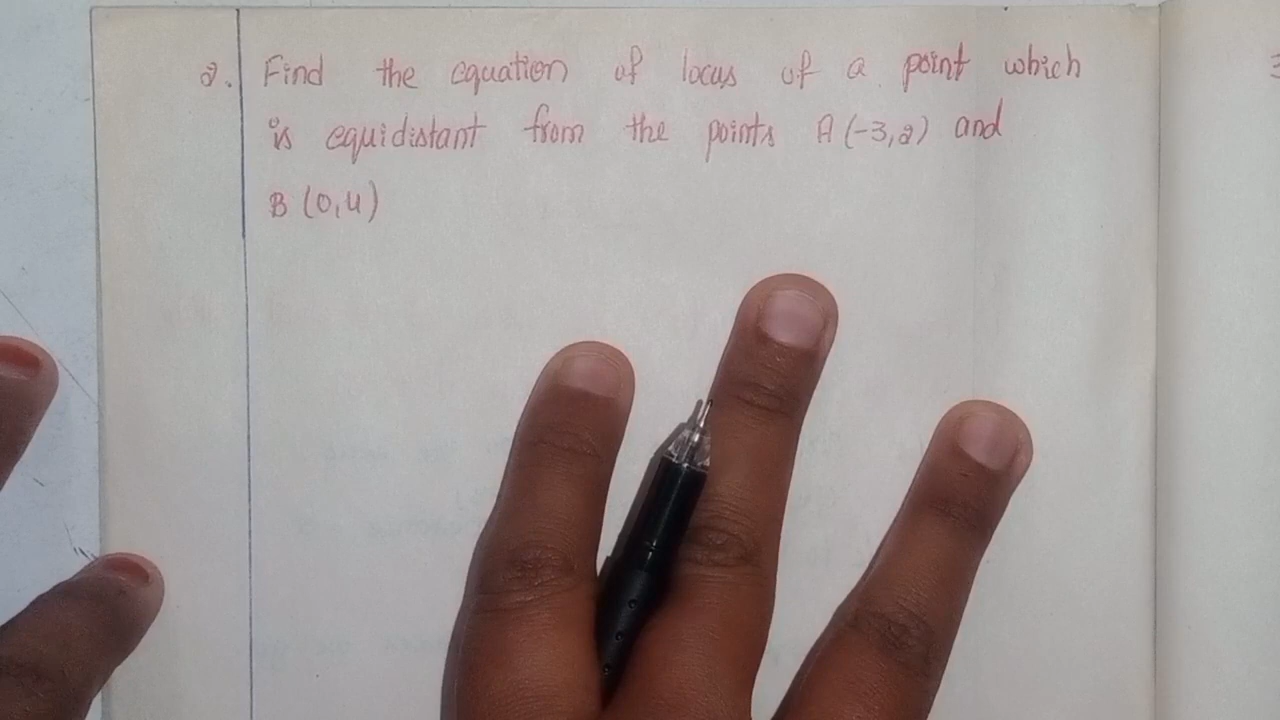 2. Find the equation of locus of a point which
is equidistant from the points A (-3,2) and
B (0,4)